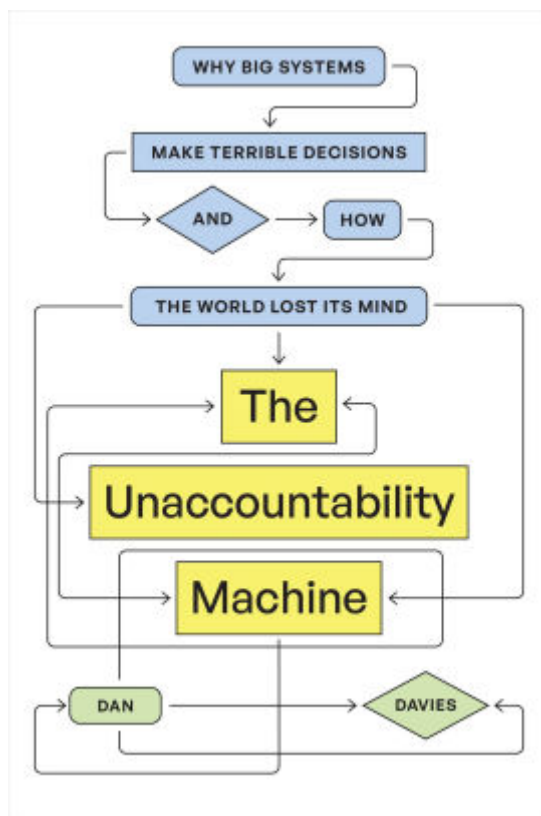 WHY BIG SYSTEMS
MAKE TERRIBLE DECISIONS
AND HOW
THE WORLD LOST ITS MIND
The
Unaccountability
Machine
DAN DAVIES